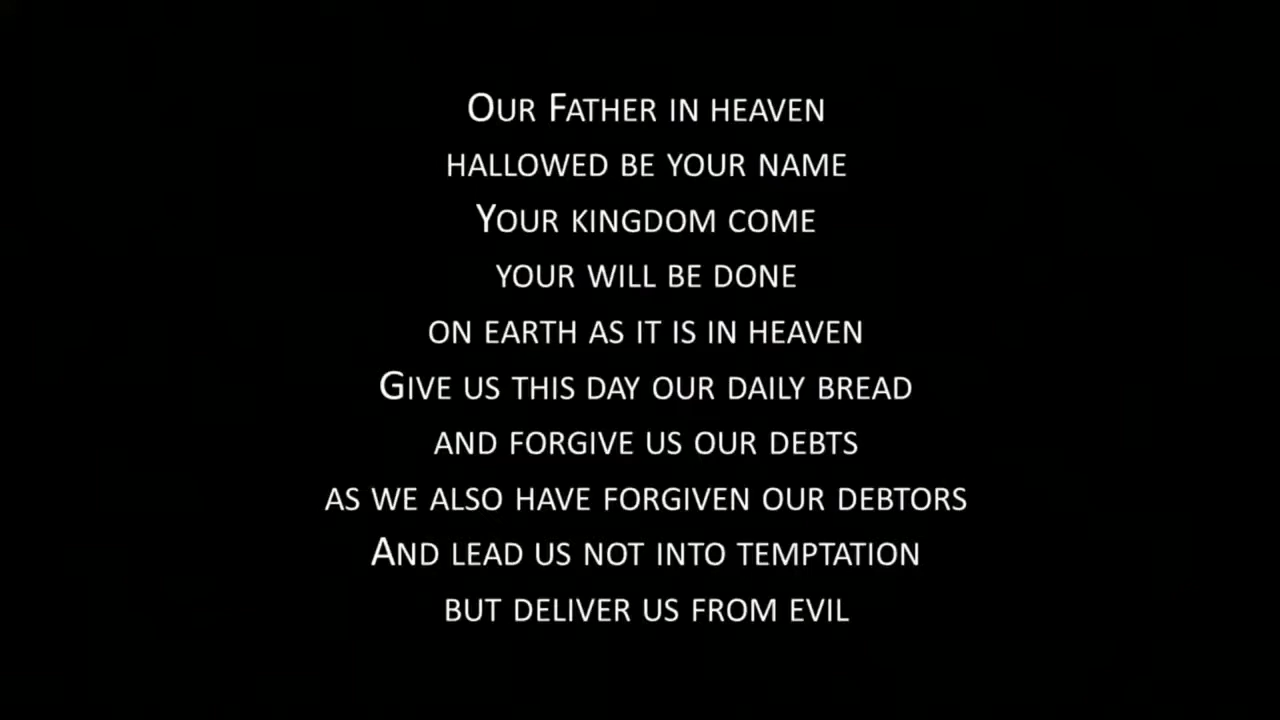 Our Father in heaven
hallowed be your name
Your kingdom come
your will be done
on earth as it is in heaven
Give us this day our daily bread
and forgive us our debts
as we also have forgiven our debtors
And lead us not into temptation
but deliver us from evil